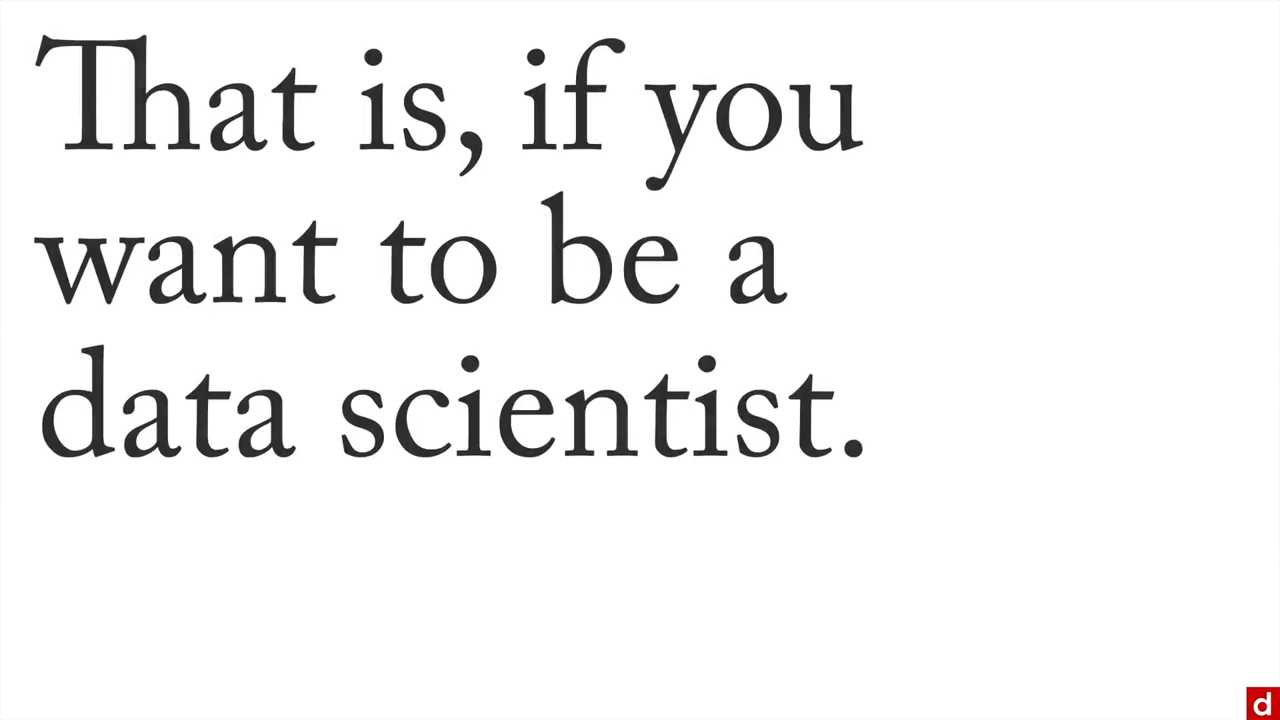 That is, if you
want to be a
data scientist.
d